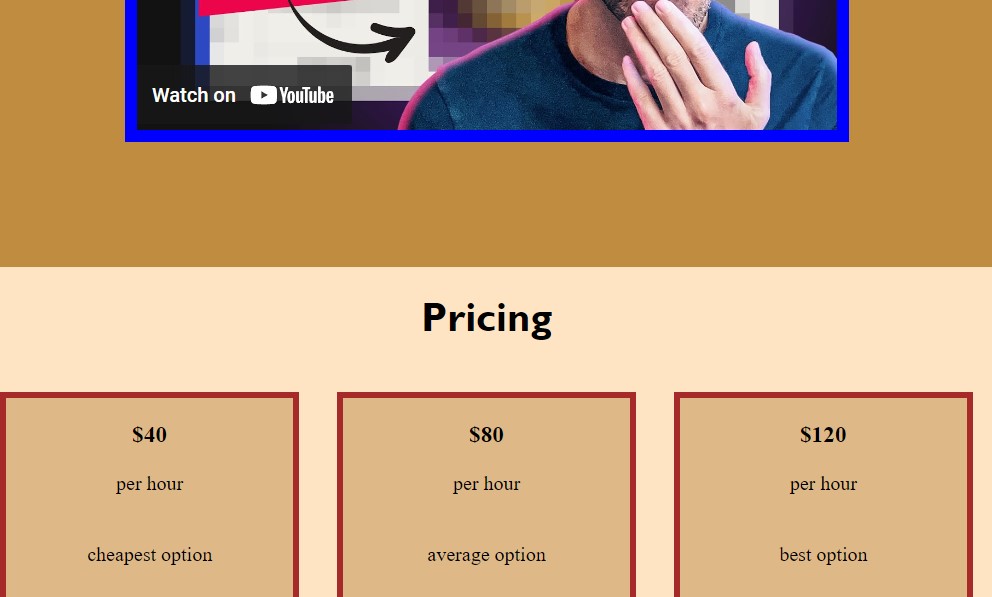 Watch on YouTube
Pricing
$40
per hour
cheapest option
$80
per hour
average option
$120
per hour
best option